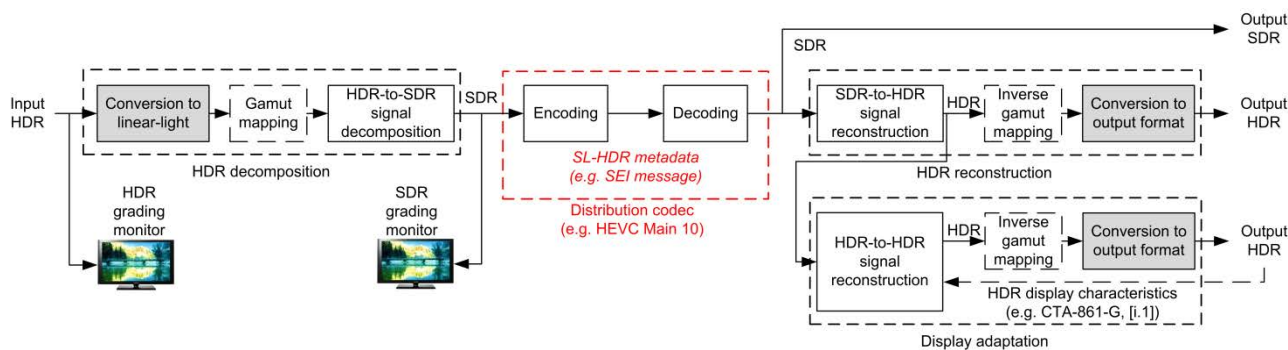 Input
HDR
Conversion to
linear-light
Gamut
mapping
HDR-to-SDR
signal
decomposition
HDR decomposition
HDR
grading
monitor
SDR
SDR
grading
monitor
Encoding
Decoding
SL-HDR metadata
(e.g. SEI message)
Distribution codec
(e.g. HEVC Main 10)
SDR
Output
SDR
SDR-to-HDR
signal
reconstruction
HDR
Inverse
gamut
mapping
Conversion to
output format
Output
HDR
HDR reconstruction
HDR-to-HDR
signal
reconstruction
HDR
Inverse
gamut
mapping
Conversion to
output format
Output
HDR
HDR display characteristics
(e.g. CTA-861-G, [i.1])
Display adaptation